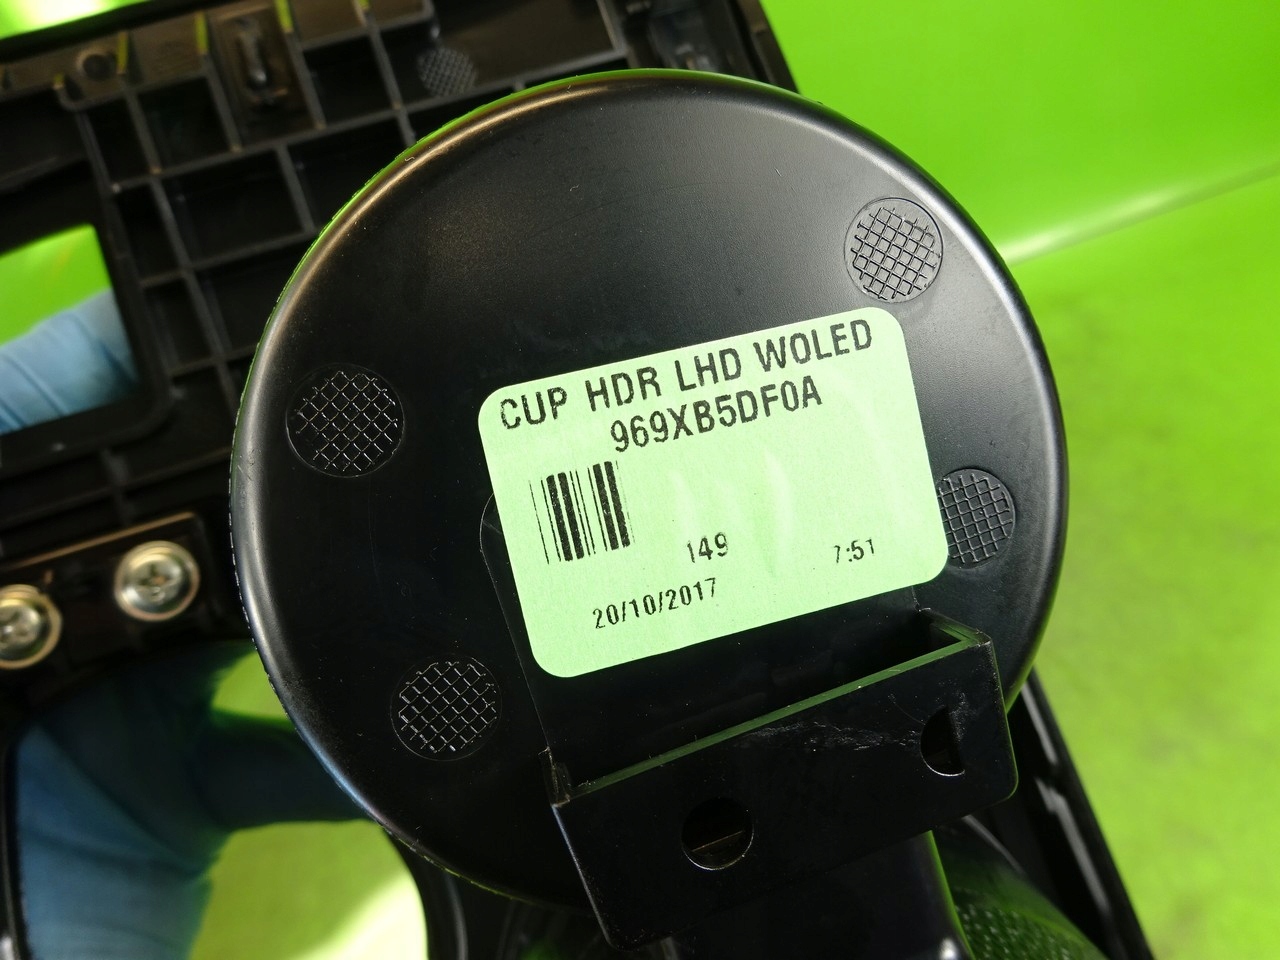 CUP HDR LHD WOLED
969XB5DF0A
149 7:51
20/10/2017